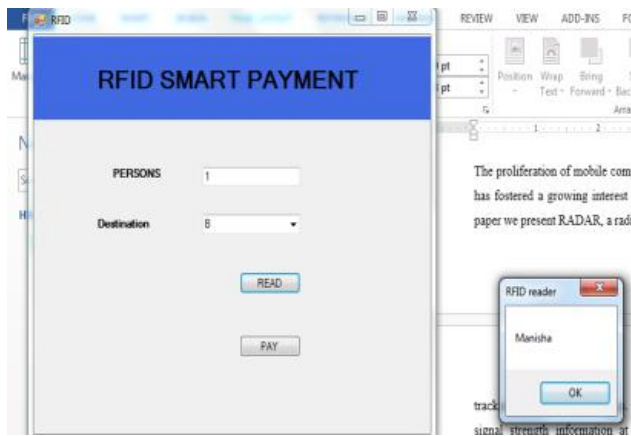 RFID
REVIEW VIEW ADD-INS
RFID SMART PAYMENT
pt
pt
Position Wrap Bring
Text Forward
PERSONS 1
Destination B
READ
PAY
The proliferation of mobile com
has fostered a growing interest
paper we present RADAR, a radi
RFID reader
Manisha
OK
track
signal strength information at